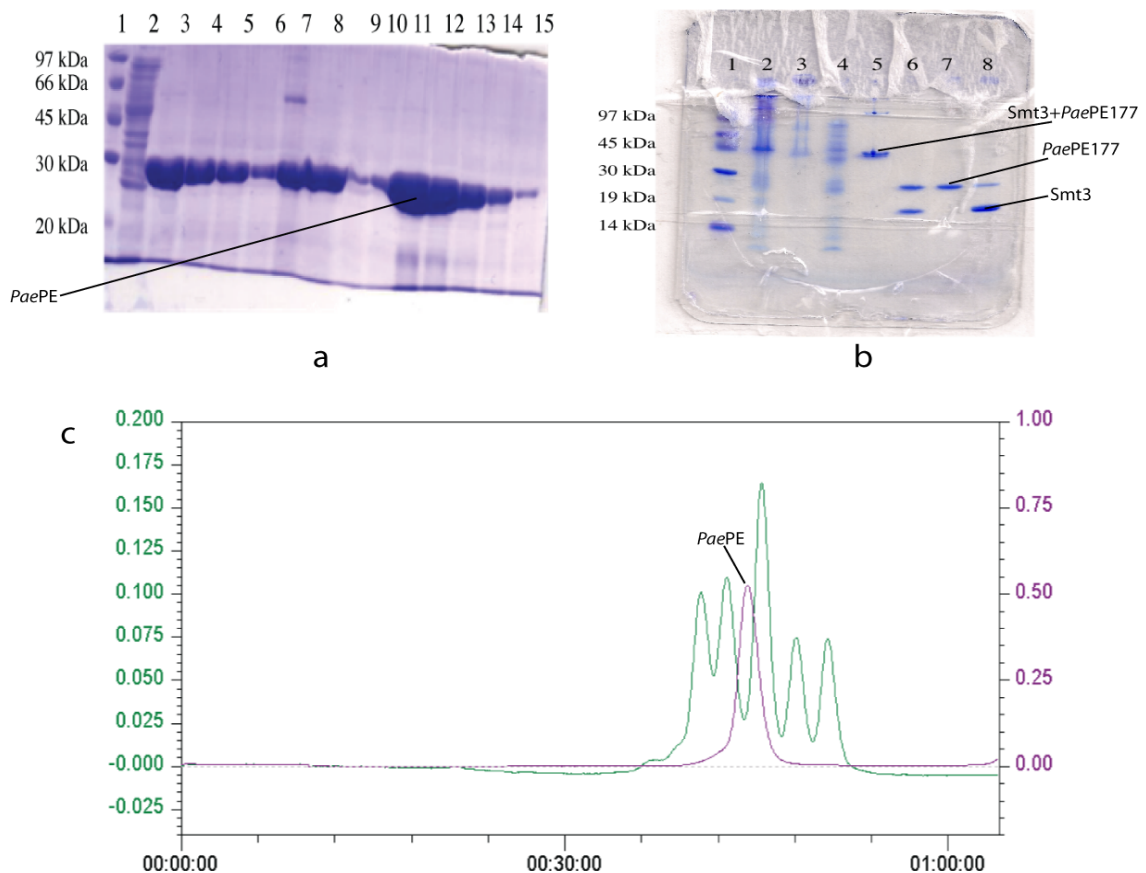 1 2 3 4 5 6 7 8 9 10 11 12 13 14 15
97 kDa
66 kDa
45 kDa
30 kDa
20 kDa
PaePE
a
1 2 3 4 5 6 7 8
97 kDa
45 kDa
30 kDa
19 kDa
14 kDa
Smt3+PaePE177
PaePE177
Smt3
b
c
0.200
0.175
0.150
0.125
0.100
0.075
0.050
0.025
-0.000
-0.025
PaePE
1.00
0.75
0.50
0.25
0.00
00:00:00 00:30:00 01:00:00